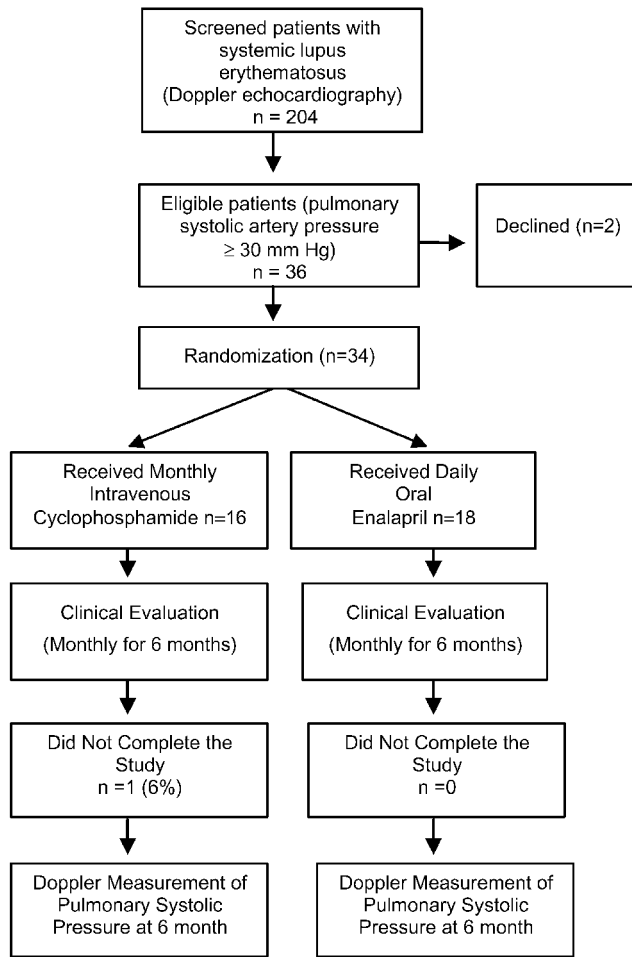 Screened patients with
systemic lupus
erythematosus
(Doppler echocardiography)
n = 204
Eligible patients (pulmonary
systolic artery pressure
≥ 30 mm Hg)
n = 36
Declined (n=2)
Randomization (n=34)
Received Monthly
Intravenous
Cyclophosphamide n=16
Received Daily
Oral
Enalapril n=18
Clinical Evaluation
(Monthly for 6 months)
Clinical Evaluation
(Monthly for 6 months)
Did Not Complete the
Study
n =1 (6%)
Did Not Complete the
Study
n =0
Doppler Measurement of
Pulmonary Systolic
Pressure at 6 month
Doppler Measurement of
Pulmonary Systolic
Pressure at 6 month